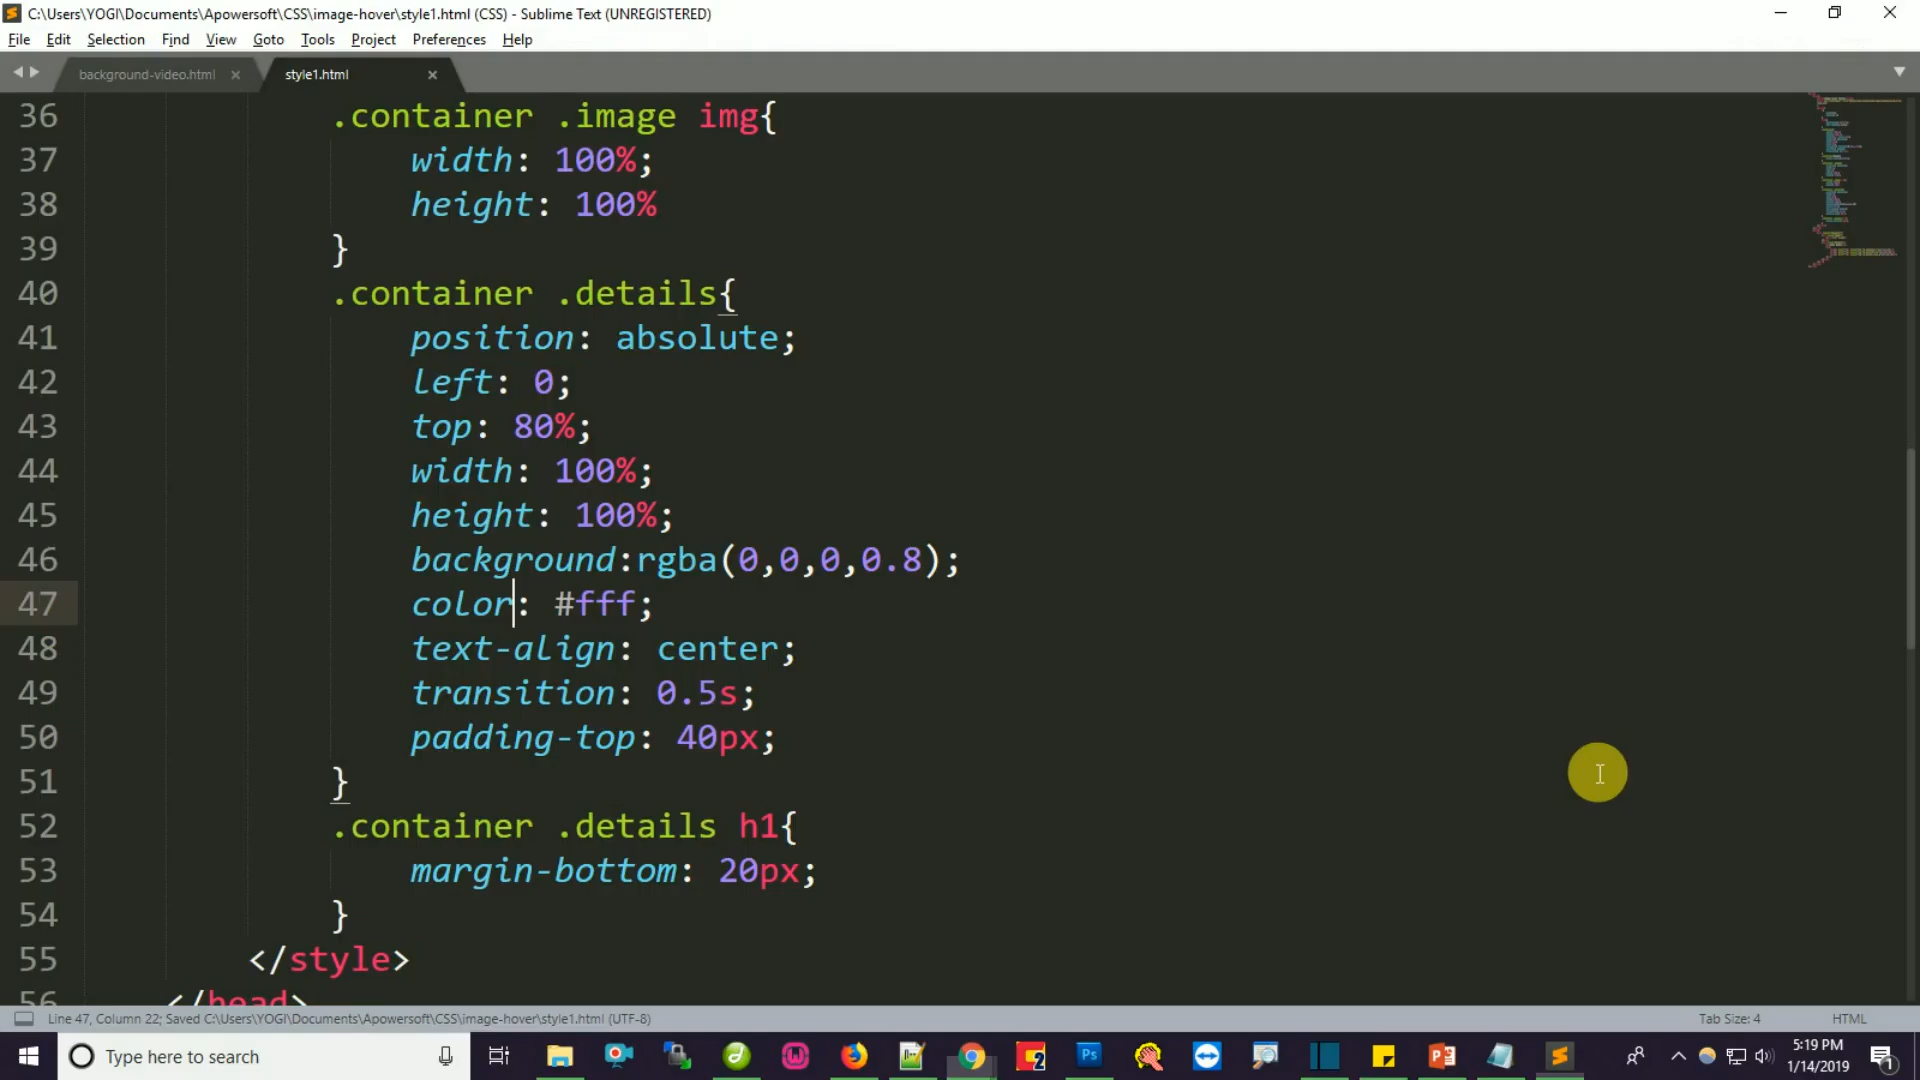 C:\Users\YOGI\Documents\Apowersoft\CSS\image-hover\style1.html (CSS) - Sublime Text (UNREGISTERED)
File Edit Selection Find View Goto Tools Project Preferences Help
background-video.html style1.html
36 .container .image img{
37 width: 100%;
38 height: 100%
39 }
40 .container .details{
41 position: absolute;
42 left: 0;
43 top: 80%;
44 width: 100%;
45 height: 100%;
46 background:rgba(0,0,0,0.8);
47 color: #fff;
48 text-align: center;
49 transition: 0.5s;
50 padding-top: 40px;
51 }
52 .container .details h1{
53 margin-bottom: 20px;
54 }
55 </style>
56 </head>
Line 47, Column 22; Saved C:\Users\YOGI\Documents\Apowersoft\CSS\image-hover\style1.html (UTF-8) Tab Size: 4 HTML
Type here to search
Ps
5:19 PM
1/14/2019